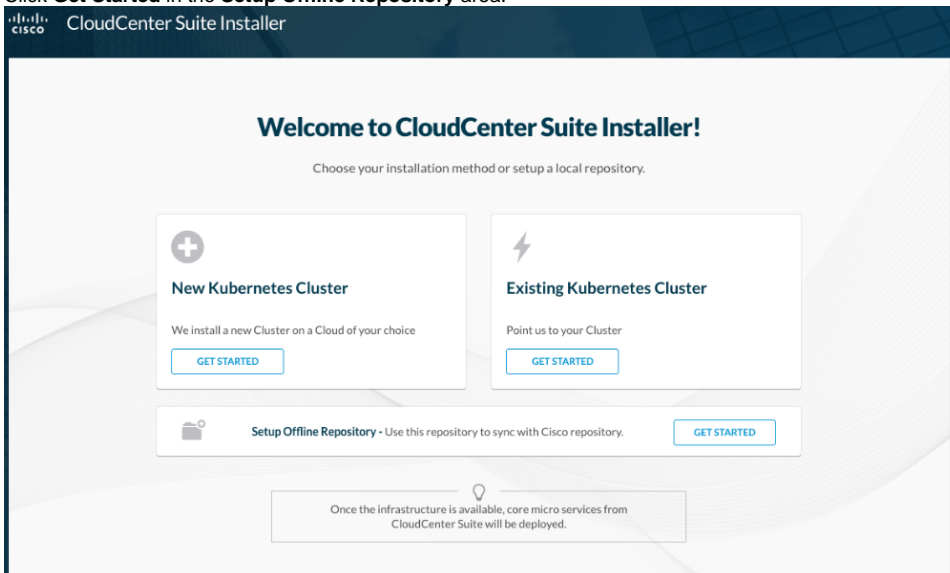 Click Get Started in the Setup Offline Repository area.
cisco CloudCenter Suite Installer
Welcome to CloudCenter Suite Installer!
Choose your installation method or setup a local repository.
New Kubernetes Cluster
We install a new Cluster on a Cloud of your choice
GET STARTED
Existing Kubernetes Cluster
Point us to your Cluster
GET STARTED
Setup Offline Repository - Use this repository to sync with Cisco repository.
GET STARTED
Once the infrastructure is available, core micro services from
CloudCenter Suite will be deployed.